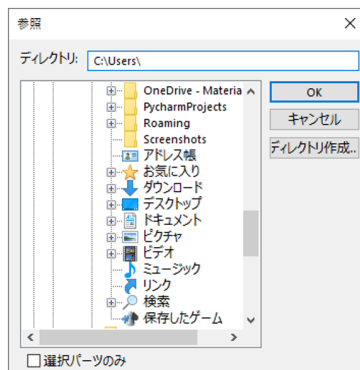 参照
ディレクトリ: C:\Users\
OneDrive - Materia
PycharmProjects
Roaming
Screenshots
アドレス帳
お気に入り
ダウンロード
デスクトップ
ドキュメント
ピクチャ
ビデオ
ミュージック
リンク
検索
保存したゲーム
OK
キャンセル
ディレクトリ作成..
選択パーツのみ